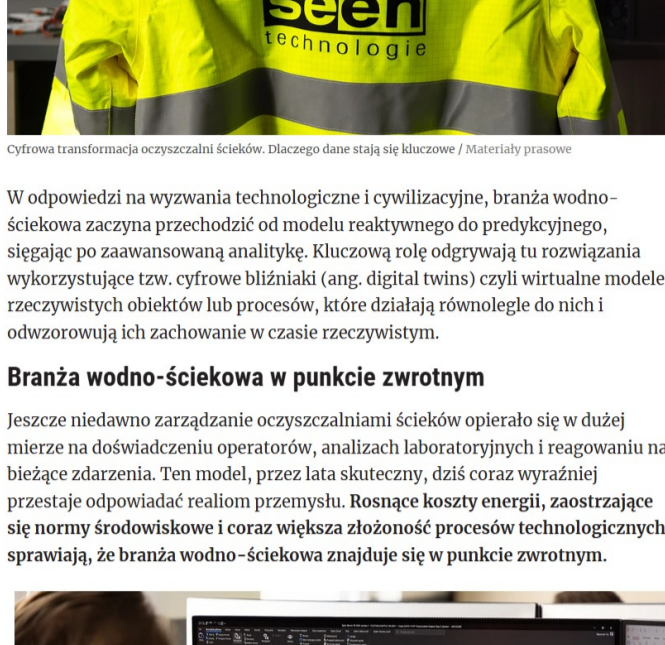 seen
technologie
Cyfrowa transformacja oczyszczalni ścieków. Dlaczego dane stają się kluczowe / Materiały prasowe
W odpowiedzi na wyzwania technologiczne i cywilizacyjne, branża wodno-
ściekowa zaczyna przechodzić od modelu reaktywnego do predykcyjnego,
sięgając po zaawansowaną analitykę. Kluczową rolę odgrywają tu rozwiązania
wykorzystujące tzw. cyfrowe bliźniaki (ang. digital twins) czyli wirtualne modele
rzeczywistych obiektów lub procesów, które działają równolegle do nich i
odwzorowują ich zachowanie w czasie rzeczywistym.
Branża wodno-ściekowa w punkcie zwrotnym
Jeszcze niedawno zarządzanie oczyszczalniami ścieków opierało się w dużej
mierze na doświadczeniu operatorów, analizach laboratoryjnych i reagowaniu na
bieżące zdarzenia. Ten model, przez lata skuteczny, dziś coraz wyraźniej
przestaje odpowiadać realiom przemysłu. Rosnące koszty energii, zaostrzające
się normy środowiskowe i coraz większa złożoność procesów technologicznych
sprawiają, że branża wodno-ściekowa znajduje się w punkcie zwrotnym.